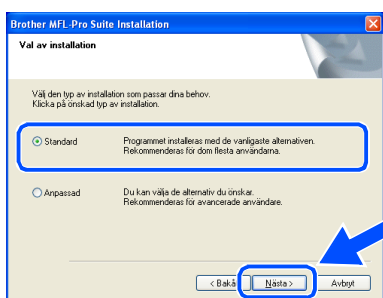 Brother MFL-Pro Suite Installation
Val av installation
Välj den typ av installation som passar dina behov.
Klicka på önskad typ av installation.
Standard
Programmet installeras med de vanligaste alternativen.
Rekommenderas för dom flesta användarna.
Anpassad
Du kan välja de alternativ du önskar.
Rekommenderas för avancerade användare.
< Bakå
Nästa >
Avbryt